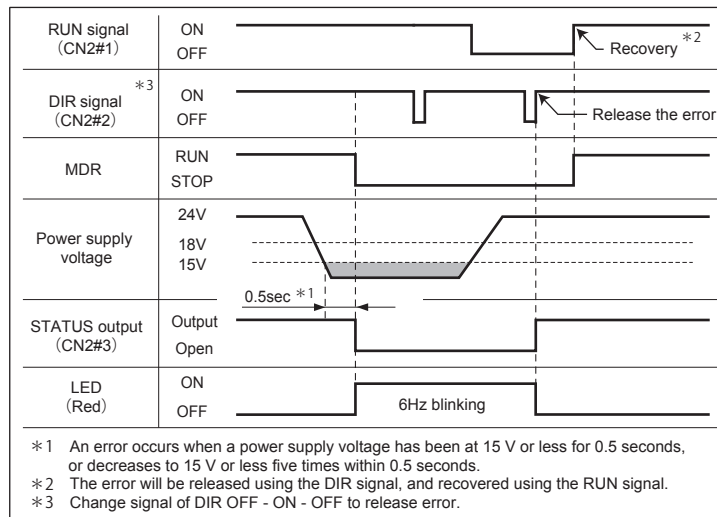 RUN signal
(CN2#1)
ON
OFF
Recovery *2
DIR signal *3
(CN2#2)
ON
OFF
Release the error
MDR
RUN
STOP
Power supply
voltage
24V
18V
15V
0.5sec *1
STATUS output
(CN2#3)
Output
Open
LED
(Red)
ON
OFF
6Hz blinking
*1 An error occurs when a power supply voltage has been at 15 V or less for 0.5 seconds,
or decreases to 15 V or less five times within 0.5 seconds.
*2 The error will be released using the DIR signal, and recovered using the RUN signal.
*3 Change signal of DIR OFF - ON - OFF to release error.